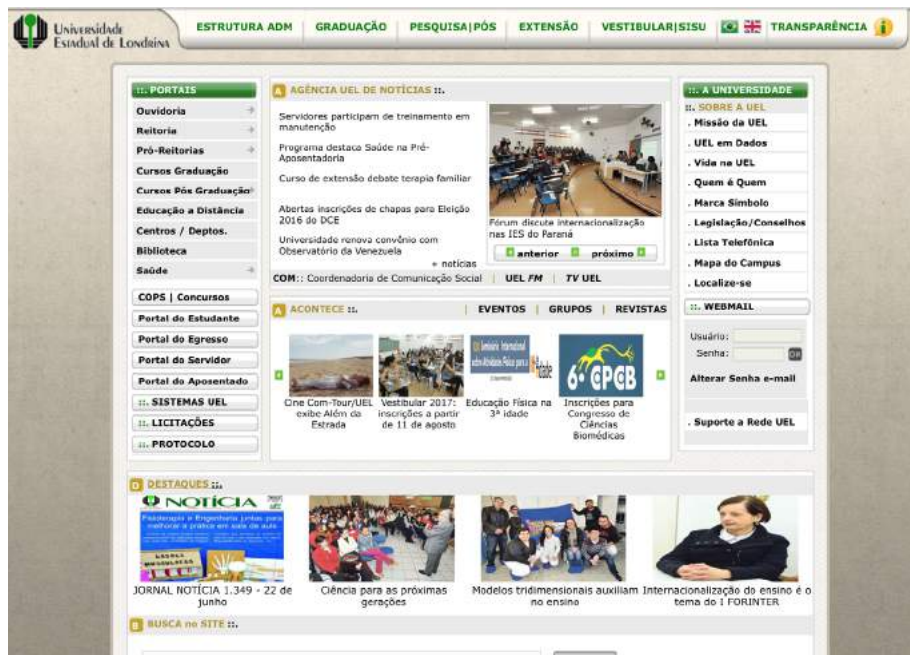 Universidade
Estadual de Londrina
ESTRUTURA ADM
GRADUAÇÃO
PESQUISA|PÓS
EXTENSÃO
VESTIBULAR|SISU
TRANSPARÊNCIA
::. PORTAIS
Ouvidoria
Reitoria
Pró-Reitorias
Cursos Graduação
Cursos Pós Graduação
Educação a Distância
Centros / Deptos.
Biblioteca
Saúde
COPS | Concursos
Portal do Estudante
Portal do Egresso
Portal do Servidor
Portal do Aposentado
::. SISTEMAS UEL
::. LICITAÇÕES
::. PROTOCOLO
A AGÊNCIA UEL DE NOTÍCIAS ::.
Servidores participam de treinamento em
manutenção
Programa destaca Saúde na Pré-
Aposentadoria
Curso de extensão debate terapia familiar
Abertas inscrições de chapas para Eleição
2016 do DCE
Universidade renova convênio com
Observatório da Venezuela
+ notícias
Fórum discute internacionalização
nas IES do Paraná
anterior
próximo
COM:: Coordenadoria de Comunicação Social | UEL FM | TV UEL
A ACONTECE ::. | EVENTOS | GRUPOS | REVISTAS
6º CPCB
Cine Com-Tour/UEL
exibe Além da
Estrada
Vestibular 2017:
inscrições a partir
de 11 de agosto
Educação Física na
3ª idade
Inscrições para
Congresso de
Ciências
Biomédicas
::. A UNIVERSIDADE
::. SOBRE A UEL
. Missão da UEL
. UEL em Dados
. Vida na UEL
. Quem é Quem
. Marca Símbolo
. Legislação/Conselhos
. Lista Telefônica
. Mapa do Campus
. Localize-se
::. WEBMAIL
Usuário:
Senha:
OK
Alterar Senha e-mail
. Suporte a Rede UEL
D DESTAQUES ::.
NOTÍCIA
Fisioterapia e Engenharia juntas para
melhorar a prática em sala de aula
JORNAL NOTÍCIA 1.349 - 22 de
junho
Ciência para as próximas
gerações
Modelos tridimensionais auxiliam
no ensino
Internacionalização do ensino é o
tema do I FORINTER
B BUSCA no SITE ::.